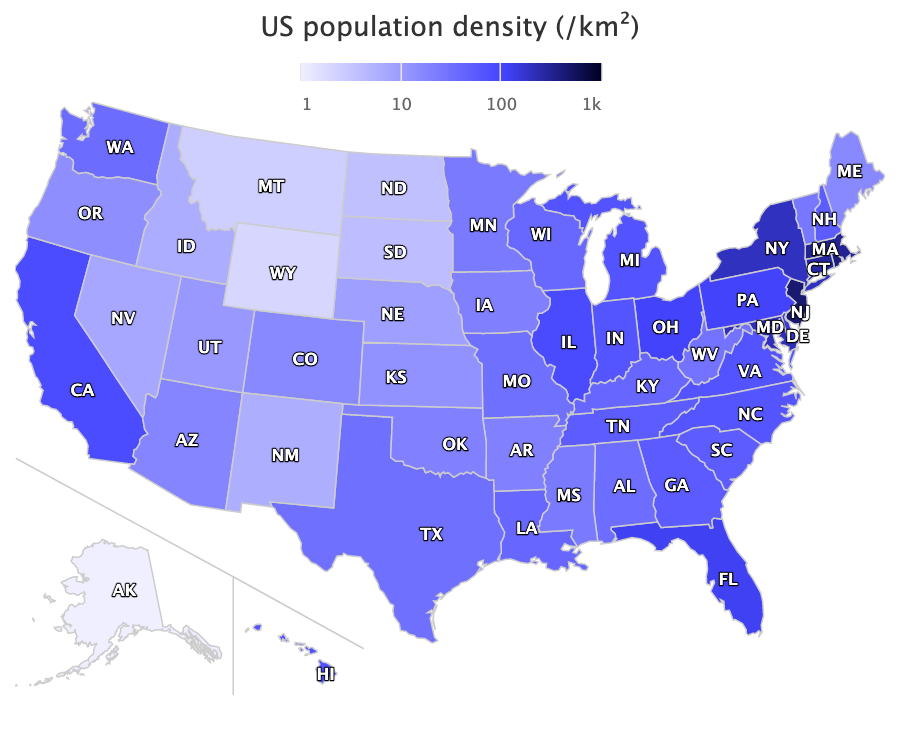 US population density (/km²)
1 10 100 1k
WA
ME
MT
ND
OR
NH
MN
WI
ID
NY
MA
SD
MI
CT
WY
PA
IA
NJ
NE
NV
MD
OH
DE
IN
IL
UT
WV
CO
VA
KS
MO
KY
CA
NC
TN
AZ
OK
AR
SC
NM
GA
AL
MS
LA
TX
FL
AK
HI